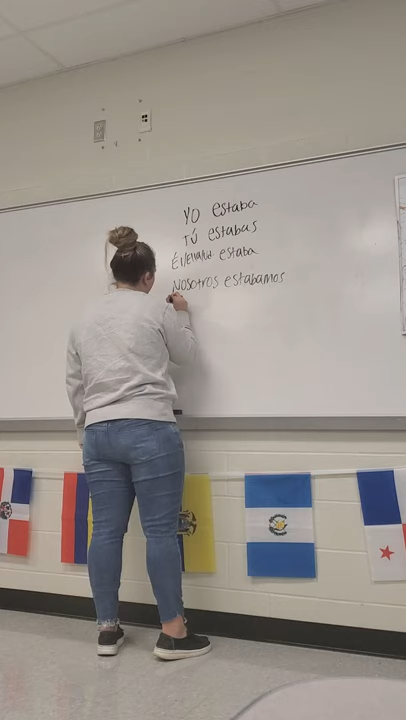 Yo estaba
Tú estabas
Él/Ella/Ud. estaba
Nosotros estabamos